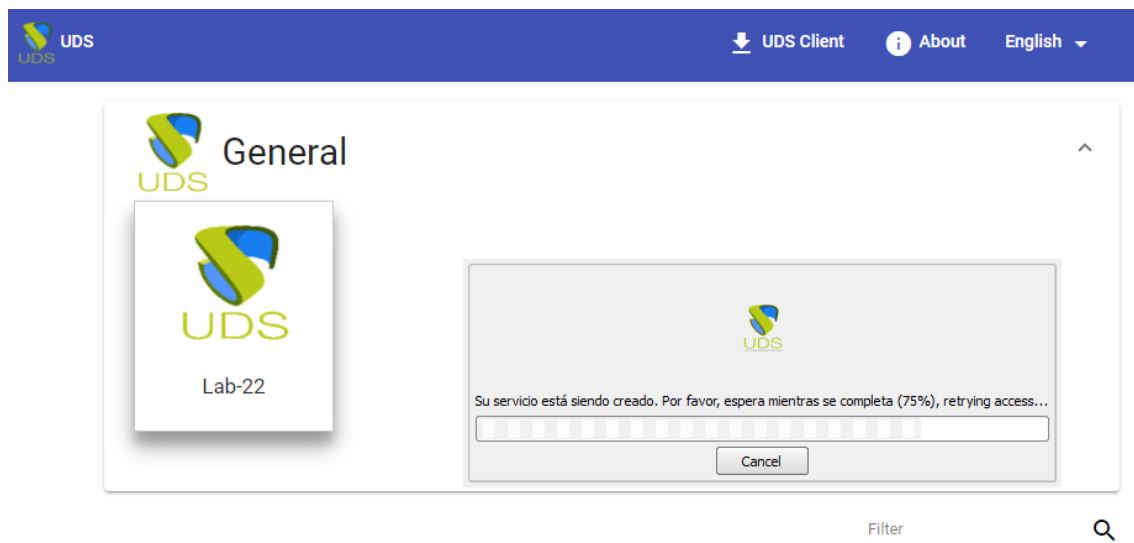 UDS
UDS
UDS Client
About
English
UDS
General
UDS
Lab-22
UDS
Su servicio está siendo creado. Por favor, espera mientras se completa (75%), retrying access...
Cancel
Filter